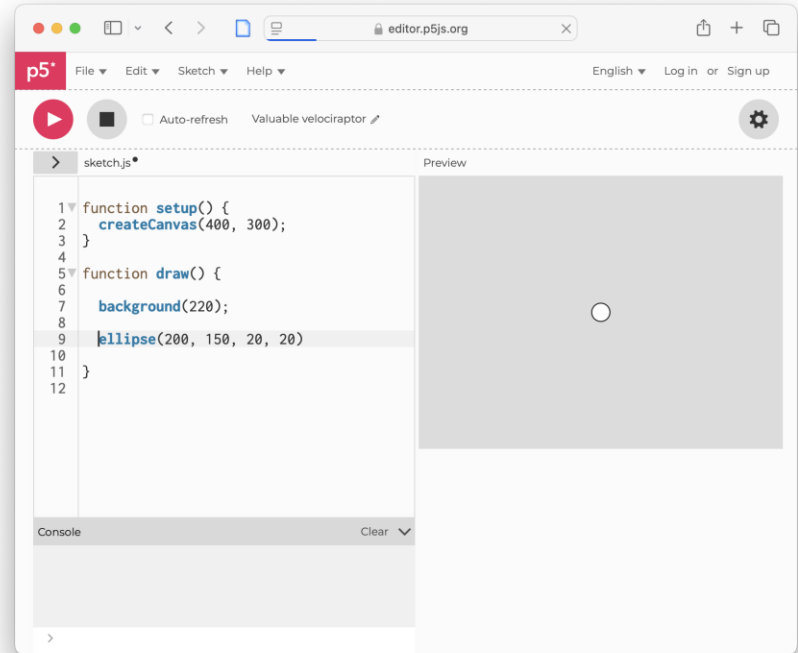 editor.p5js.org
p5*
File Edit Sketch Help English Log in or Sign up
Auto-refresh Valuable velociraptor
sketch.js Preview
1 function setup() {
2 createCanvas(400, 300);
3 }
4
5 function draw() {
6
7 background(220);
8
9 ellipse(200, 150, 20, 20)
10
11 }
12
Console Clear